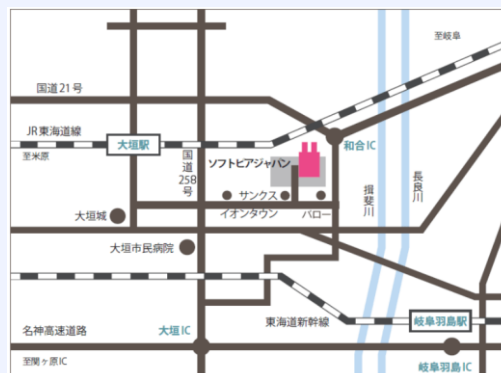 至岐阜
国道21号
JR東海道線
大垣駅
和合IC
至米原
国道258号
ソフトピアジャパン
揖斐川
長良川
サンクス
イオンタウン
バロー
大垣城
大垣市民病院
東海道新幹線
岐阜羽島駅
名神高速道路
大垣IC
至関ヶ原IC
岐阜羽島IC